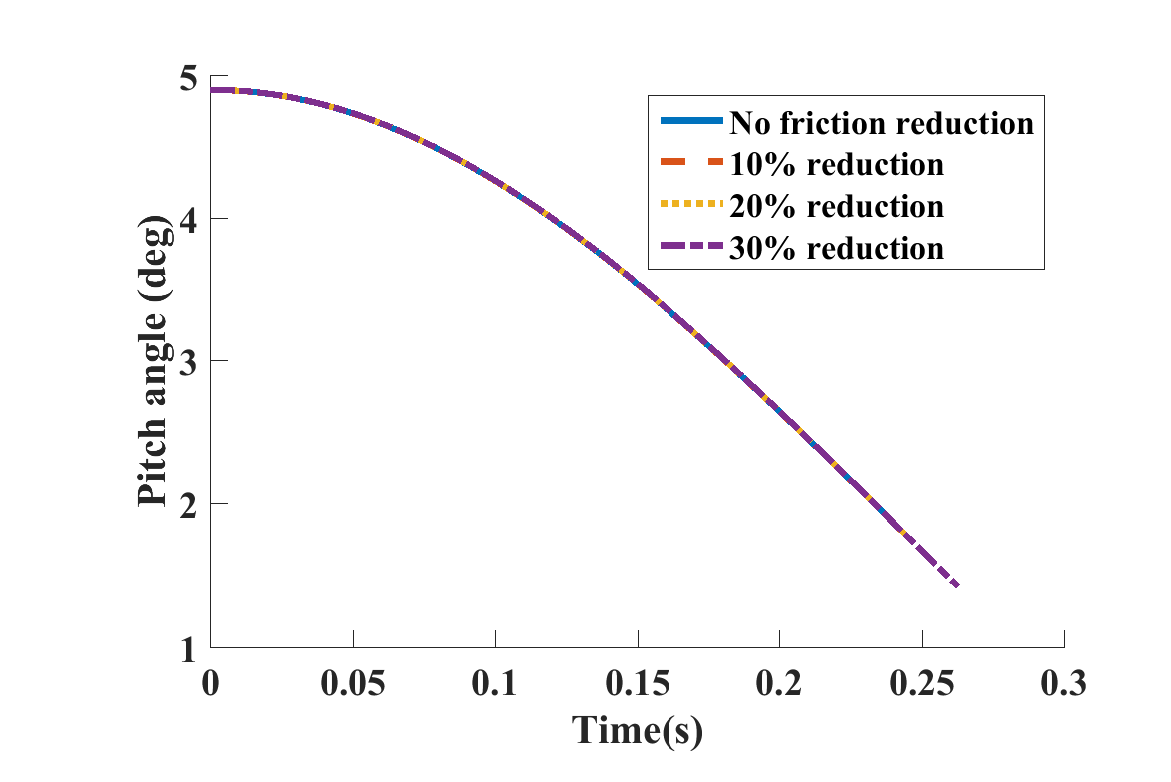 5
4
3
2
1
Pitch angle (deg)
No friction reduction
10% reduction
20% reduction
30% reduction
0 0.05 0.1 0.15 0.2 0.25 0.3
Time(s)